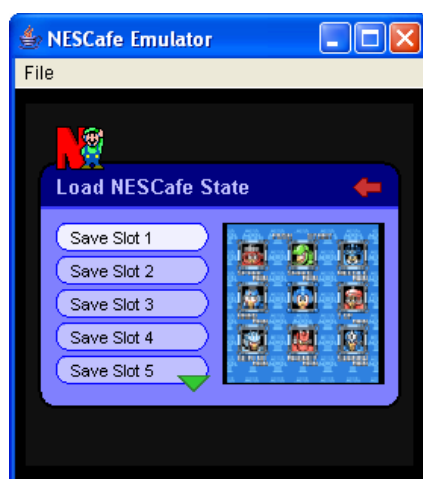 NESCafe Emulator
File
N
Load NESCafe State
Save Slot 1
Save Slot 2
Save Slot 3
Save Slot 4
Save Slot 5